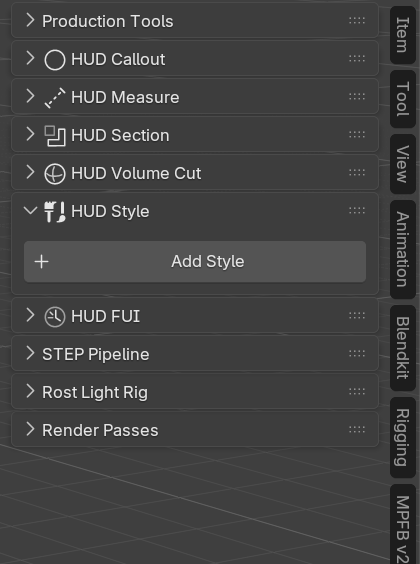 Production Tools
HUD Callout
HUD Measure
HUD Section
HUD Volume Cut
HUD Style
Add Style
HUD FUI
STEP Pipeline
Rost Light Rig
Render Passes
Item
Tool
View
Animation
Blendkit
Rigging
MPFB v2